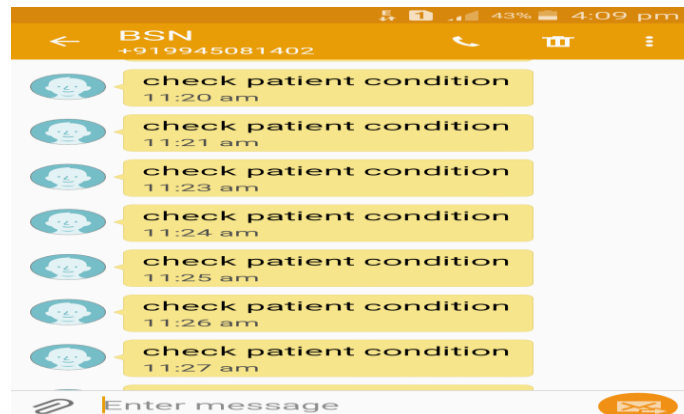 1 43% 4:09 pm
BSN
+919945081402
check patient condition
11:20 am
check patient condition
11:21 am
check patient condition
11:23 am
check patient condition
11:24 am
check patient condition
11:25 am
check patient condition
11:26 am
check patient condition
11:27 am
Enter message